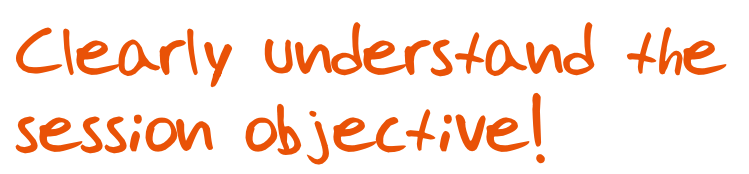 Clearly understand the
session objective!